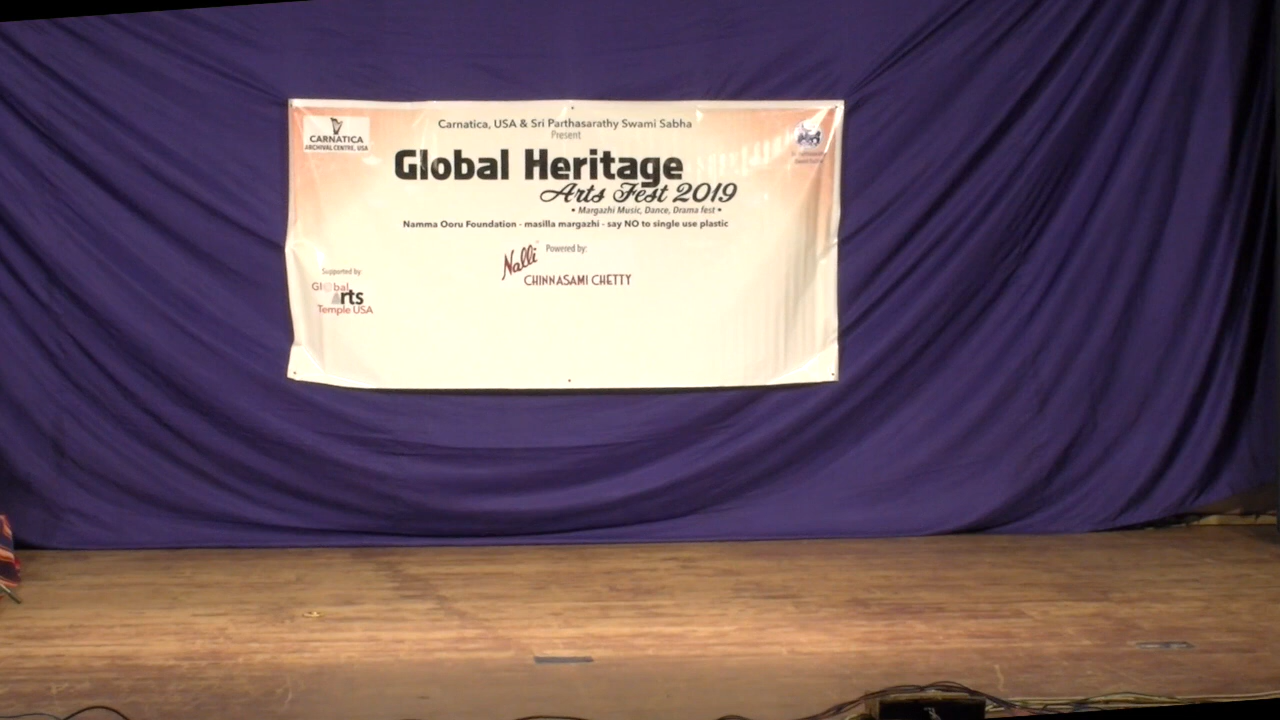 Carnatica, USA & Sri Parthasarathy Swami Sabha
Present
CARNATICA
ARCHIVAL CENTRE, USA
Global Heritage
Arts Fest 2019
• Margazhi Music, Dance, Drama fest •
Namma Ooru Foundation - masilla margazhi - say NO to single use plastic
Powered by:
Nalli
CHINNASAMI CHETTY
Supported by:
Global
Arts
Temple USA